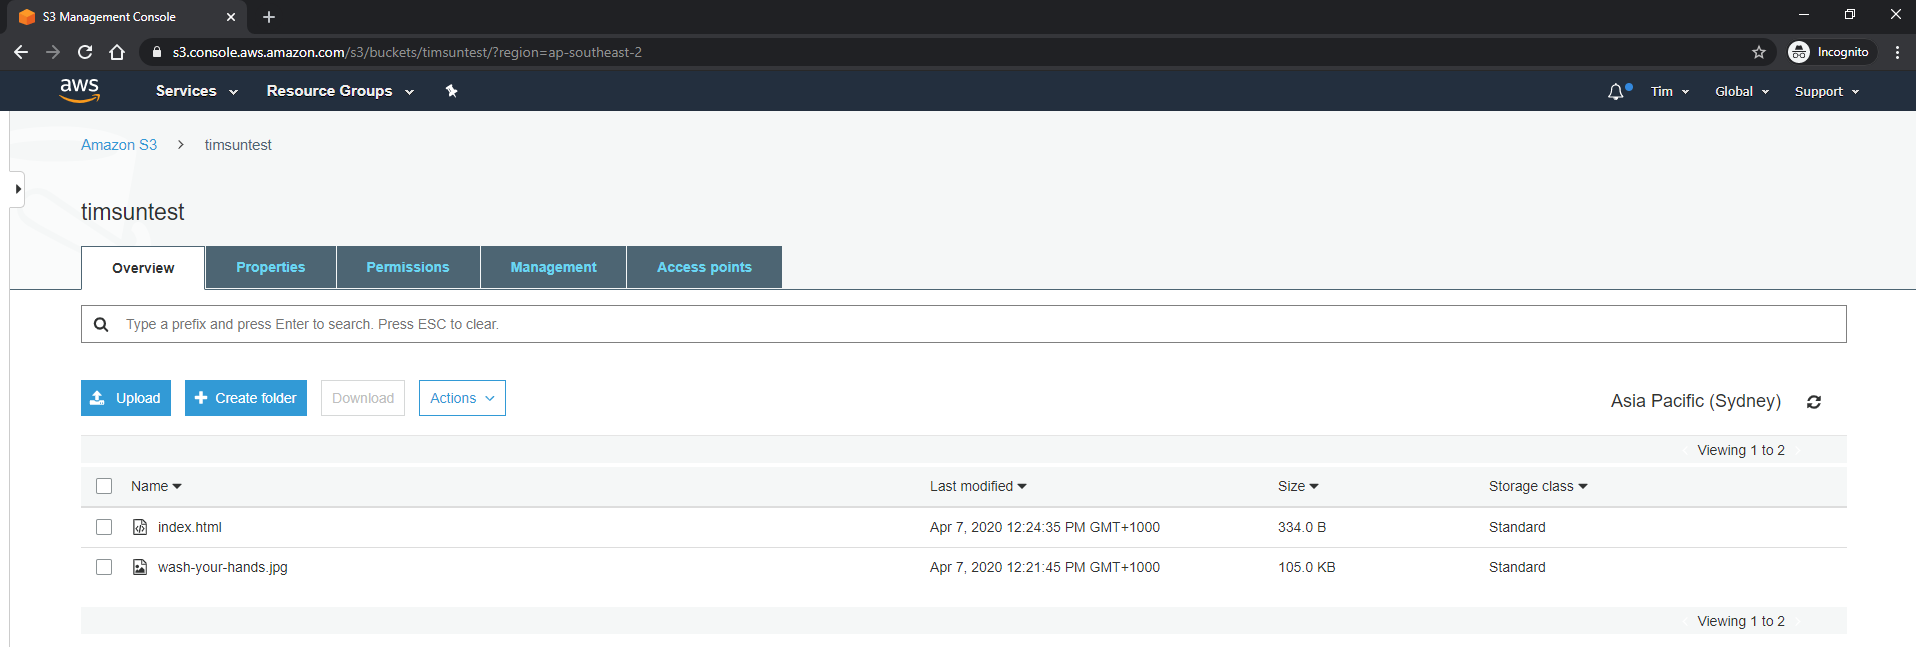 S3 Management Console
s3.console.aws.amazon.com/s3/buckets/timsuntest/?region=ap-southeast-2
Incognito
aws
Services
Resource Groups
Tim
Global
Support
Amazon S3 > timsuntest
timsuntest
Overview
Properties
Permissions
Management
Access points
Type a prefix and press Enter to search. Press ESC to clear.
Upload
Create folder
Download
Actions
Asia Pacific (Sydney)
Viewing 1 to 2
Name
Last modified
Size
Storage class
index.html
Apr 7, 2020 12:24:35 PM GMT+1000
334.0 B
Standard
wash-your-hands.jpg
Apr 7, 2020 12:21:45 PM GMT+1000
105.0 KB
Standard
Viewing 1 to 2